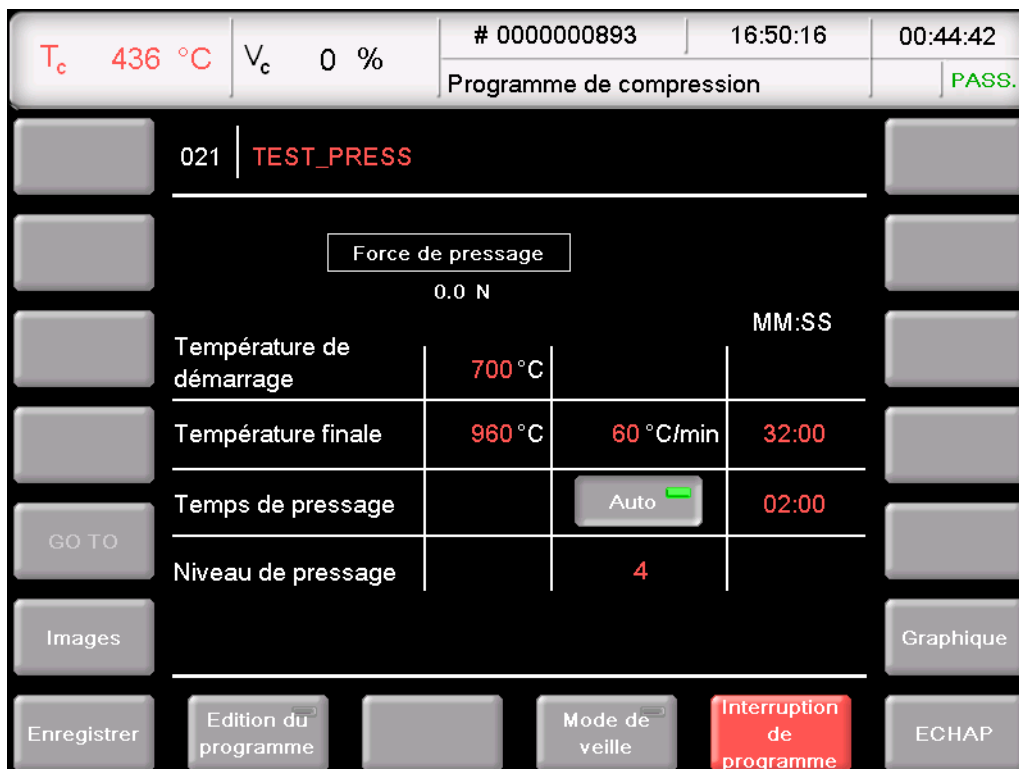 Tc 436 °C
Vc 0 %
# 0000000893
16:50:16
00:44:42
Programme de compression
PASS.
021
TEST_PRESS
Force de pressage
0.0 N
MM:SS
Température de
démarrage
700 °C
Température finale
960 °C
60 °C/min
32:00
Temps de pressage
Auto
02:00
GO TO
Niveau de pressage
4
Images
Graphique
Enregistrer
Edition du
programme
Mode de
veille
Interruption
de
programme
ECHAP